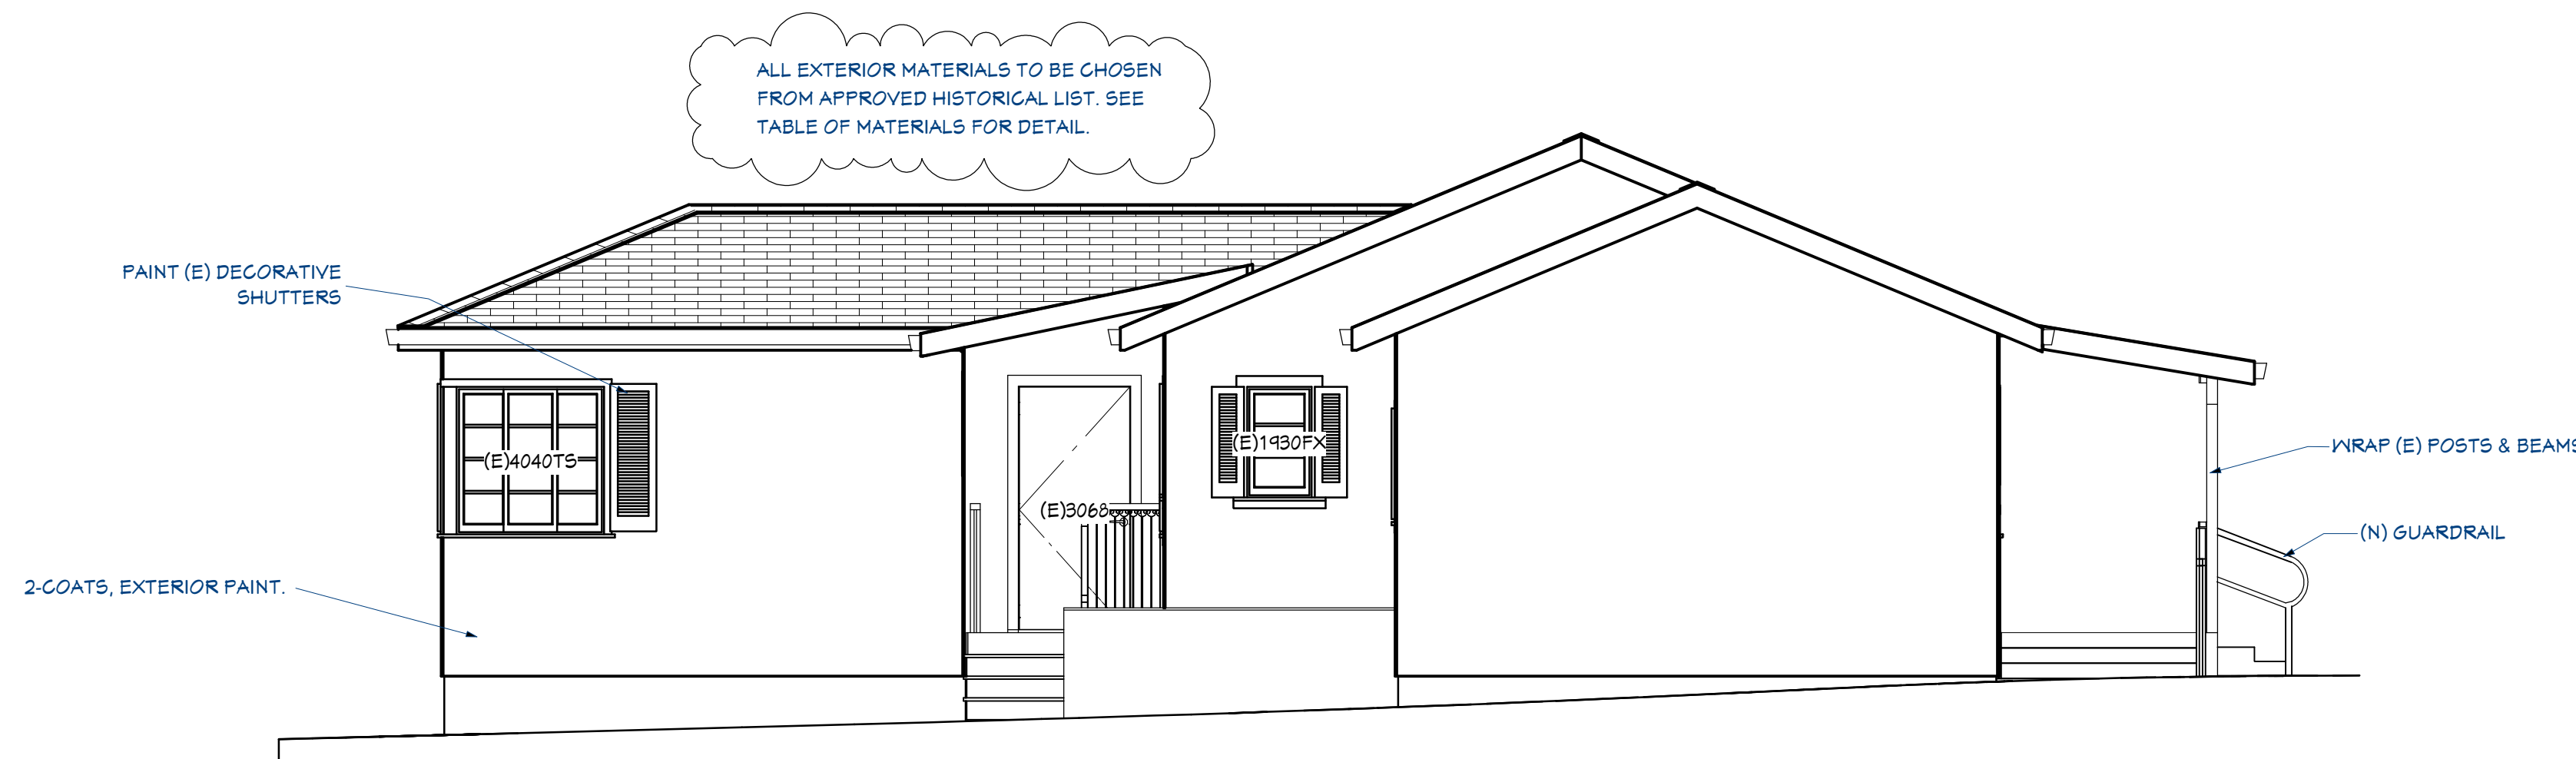 ALL EXTERIOR MATERIALS TO BE CHOSEN
FROM APPROVED HISTORICAL LIST. SEE
TABLE OF MATERIALS FOR DETAIL.
PAINT (E) DECORATIVE
SHUTTERS
(E)4040TS
(E)3068
(E)1930FX
WRAP (E) POSTS & BEAMS
(N) GUARDRAIL
2-COATS, EXTERIOR PAINT.